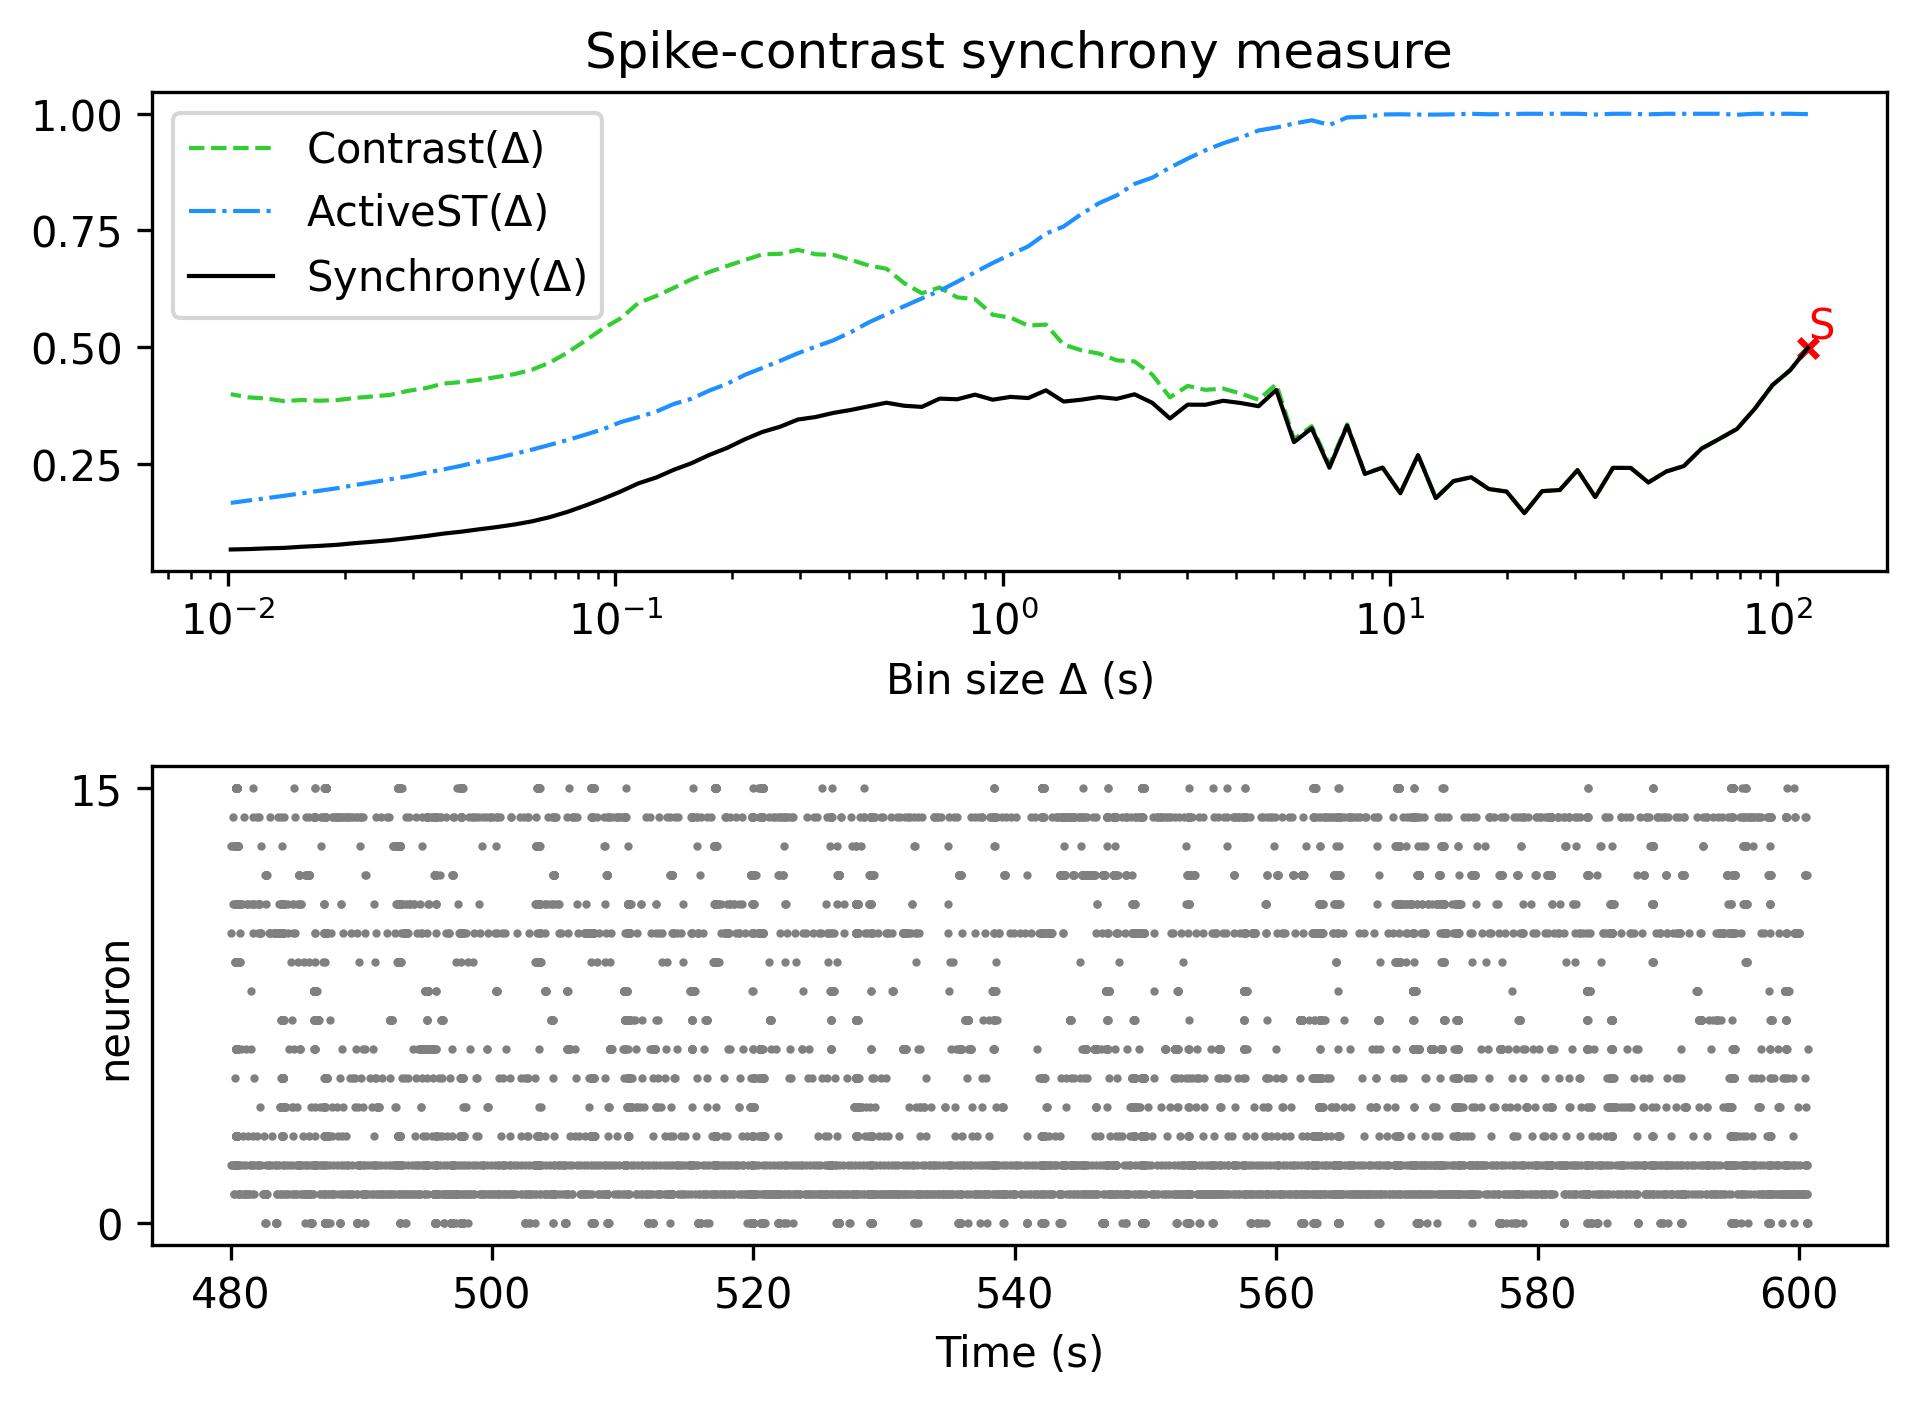 Spike-contrast synchrony measure
1.00
0.75
0.50
0.25
Contrast(Δ)
ActiveST(Δ)
Synchrony(Δ)
S
10⁻² 10⁻¹ 10⁰ 10¹ 10²
Bin size Δ (s)
15
0
neuron
480 500 520 540 560 580 600
Time (s)